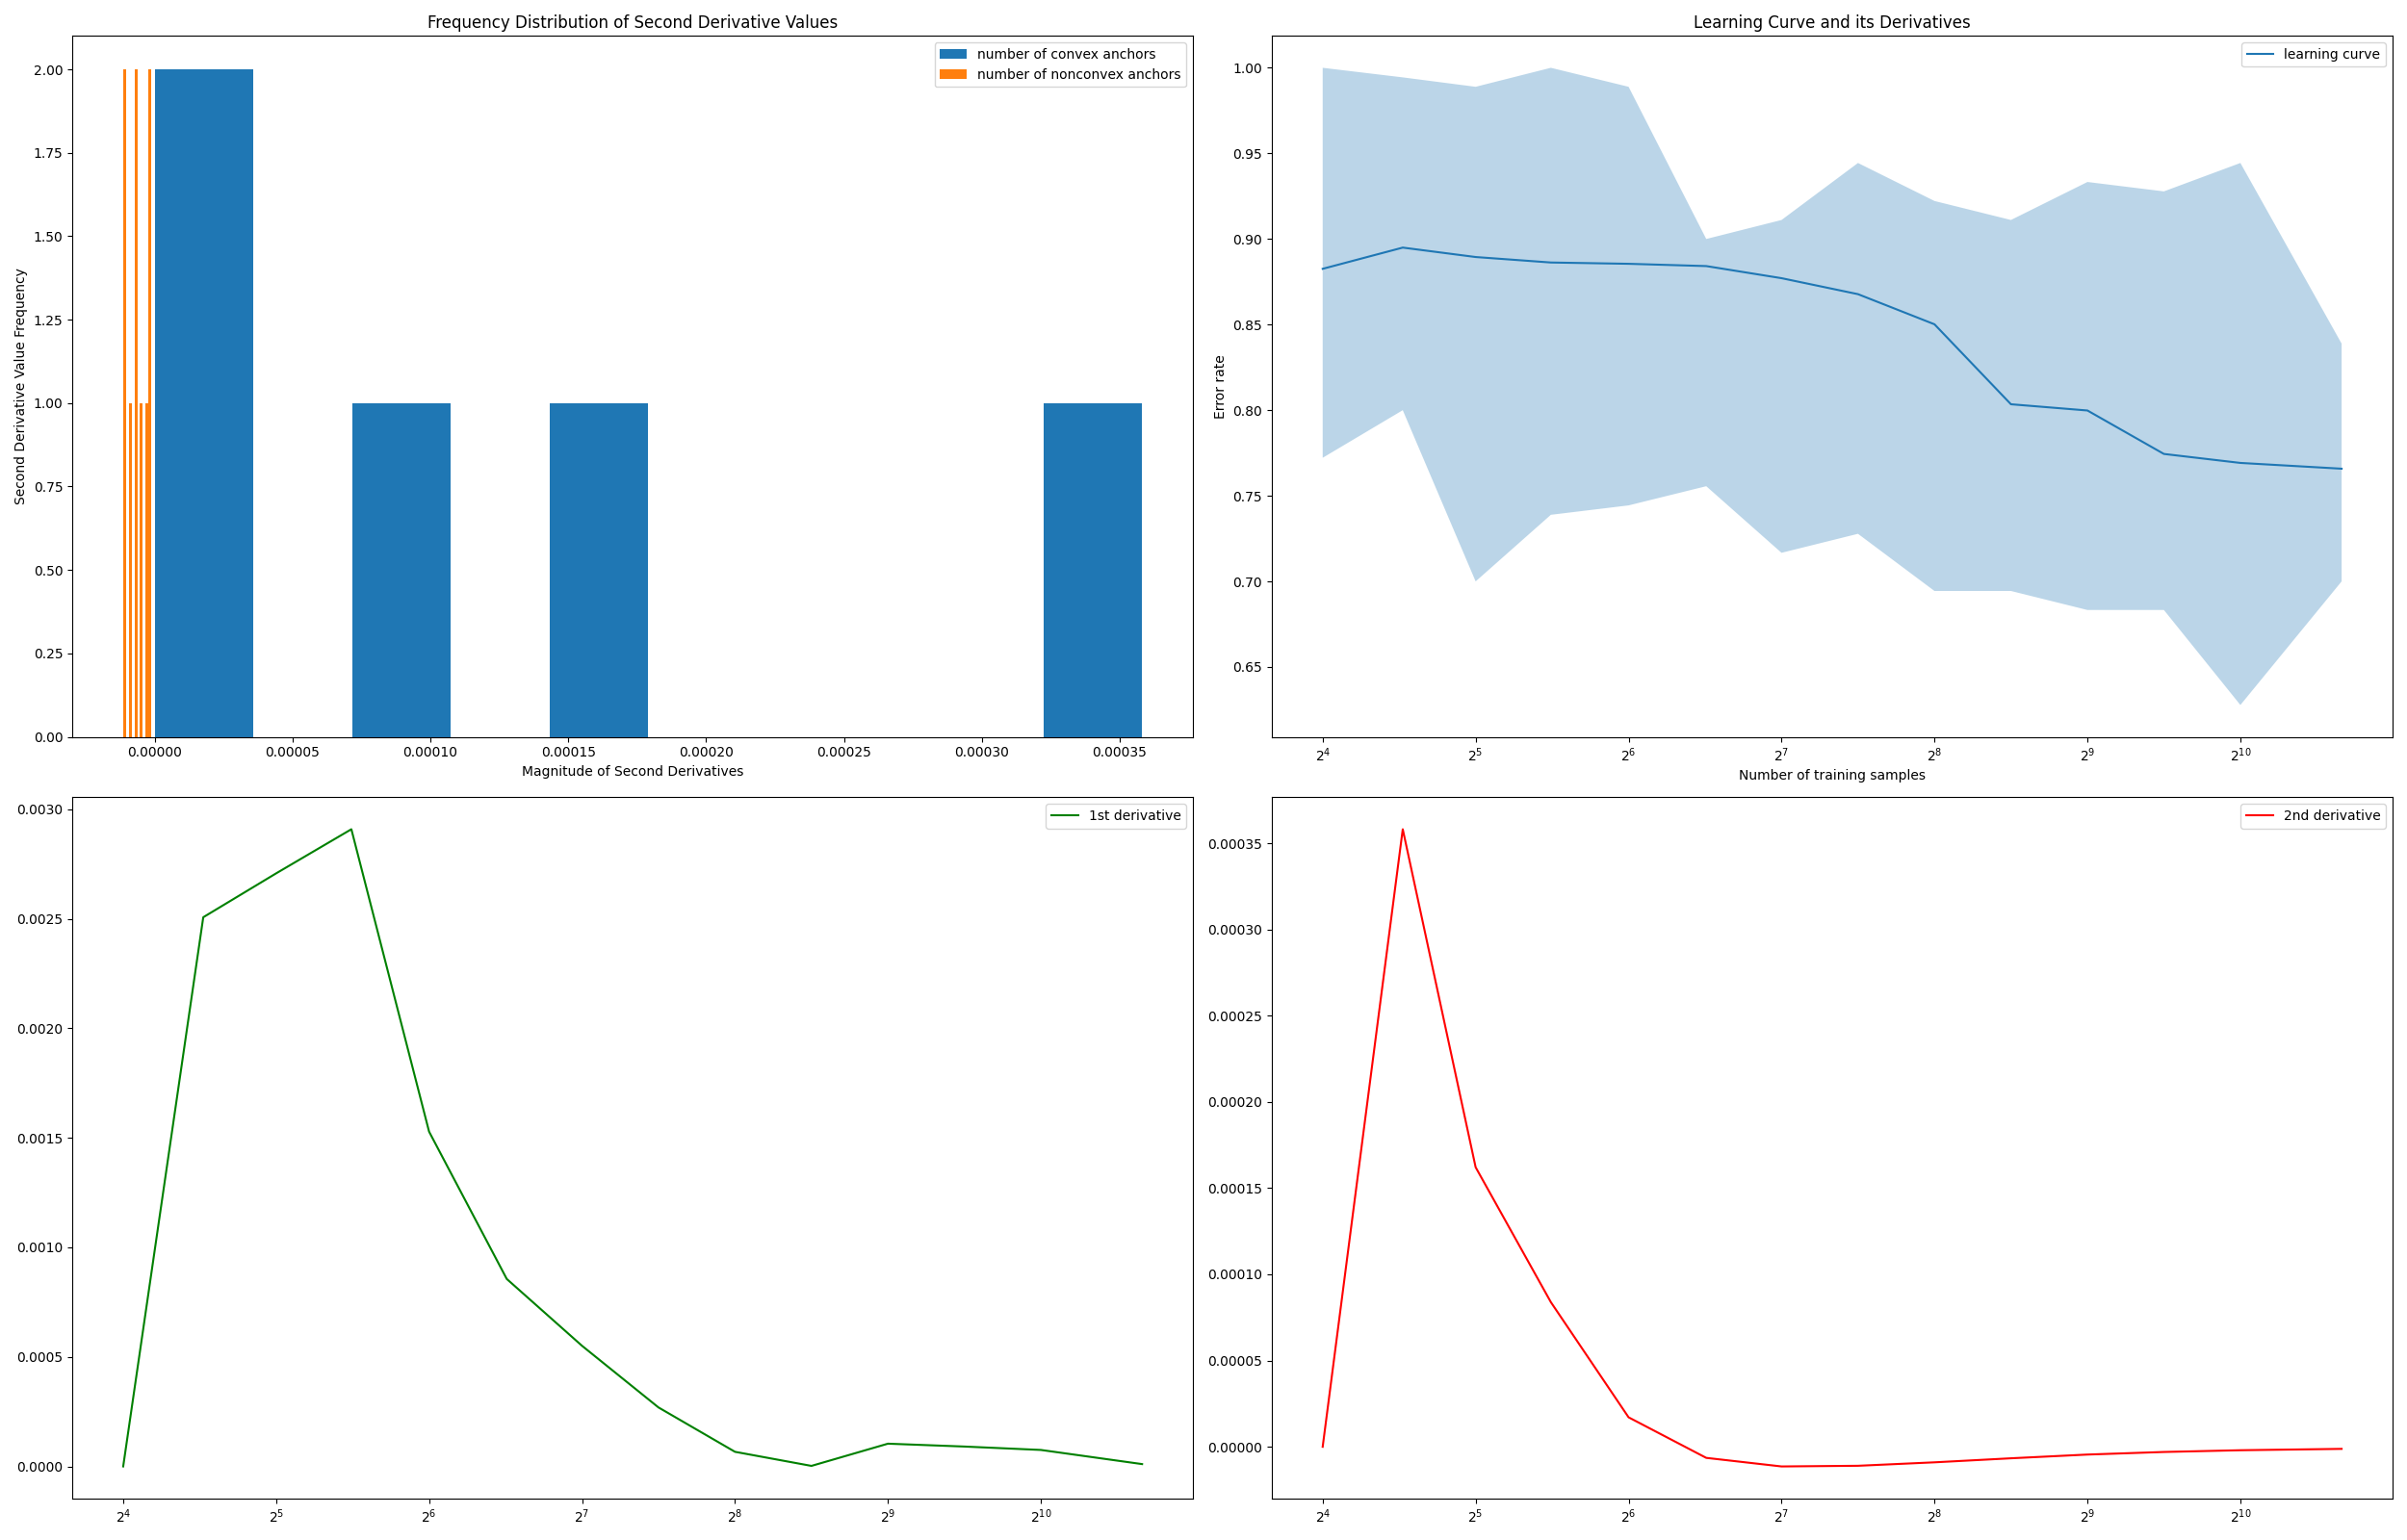 Frequency Distribution of Second Derivative Values
number of convex anchors
number of nonconvex anchors
Second Derivative Value Frequency
2.00
1.75
1.50
1.25
1.00
0.75
0.50
0.25
0.00
0.00000 0.00005 0.00010 0.00015 0.00020 0.00025 0.00030 0.00035
Magnitude of Second Derivatives
Learning Curve and its Derivatives
learning curve
Error rate
1.00
0.95
0.90
0.85
0.80
0.75
0.70
0.65
2⁴ 2⁵ 2⁶ 2⁷ 2⁸ 2⁹ 2¹⁰
Number of training samples
1st derivative
0.0030
0.0025
0.0020
0.0015
0.0010
0.0005
0.0000
2⁴ 2⁵ 2⁶ 2⁷ 2⁸ 2⁹ 2¹⁰
2nd derivative
0.00035
0.00030
0.00025
0.00020
0.00015
0.00010
0.00005
0.00000
2⁴ 2⁵ 2⁶ 2⁷ 2⁸ 2⁹ 2¹⁰